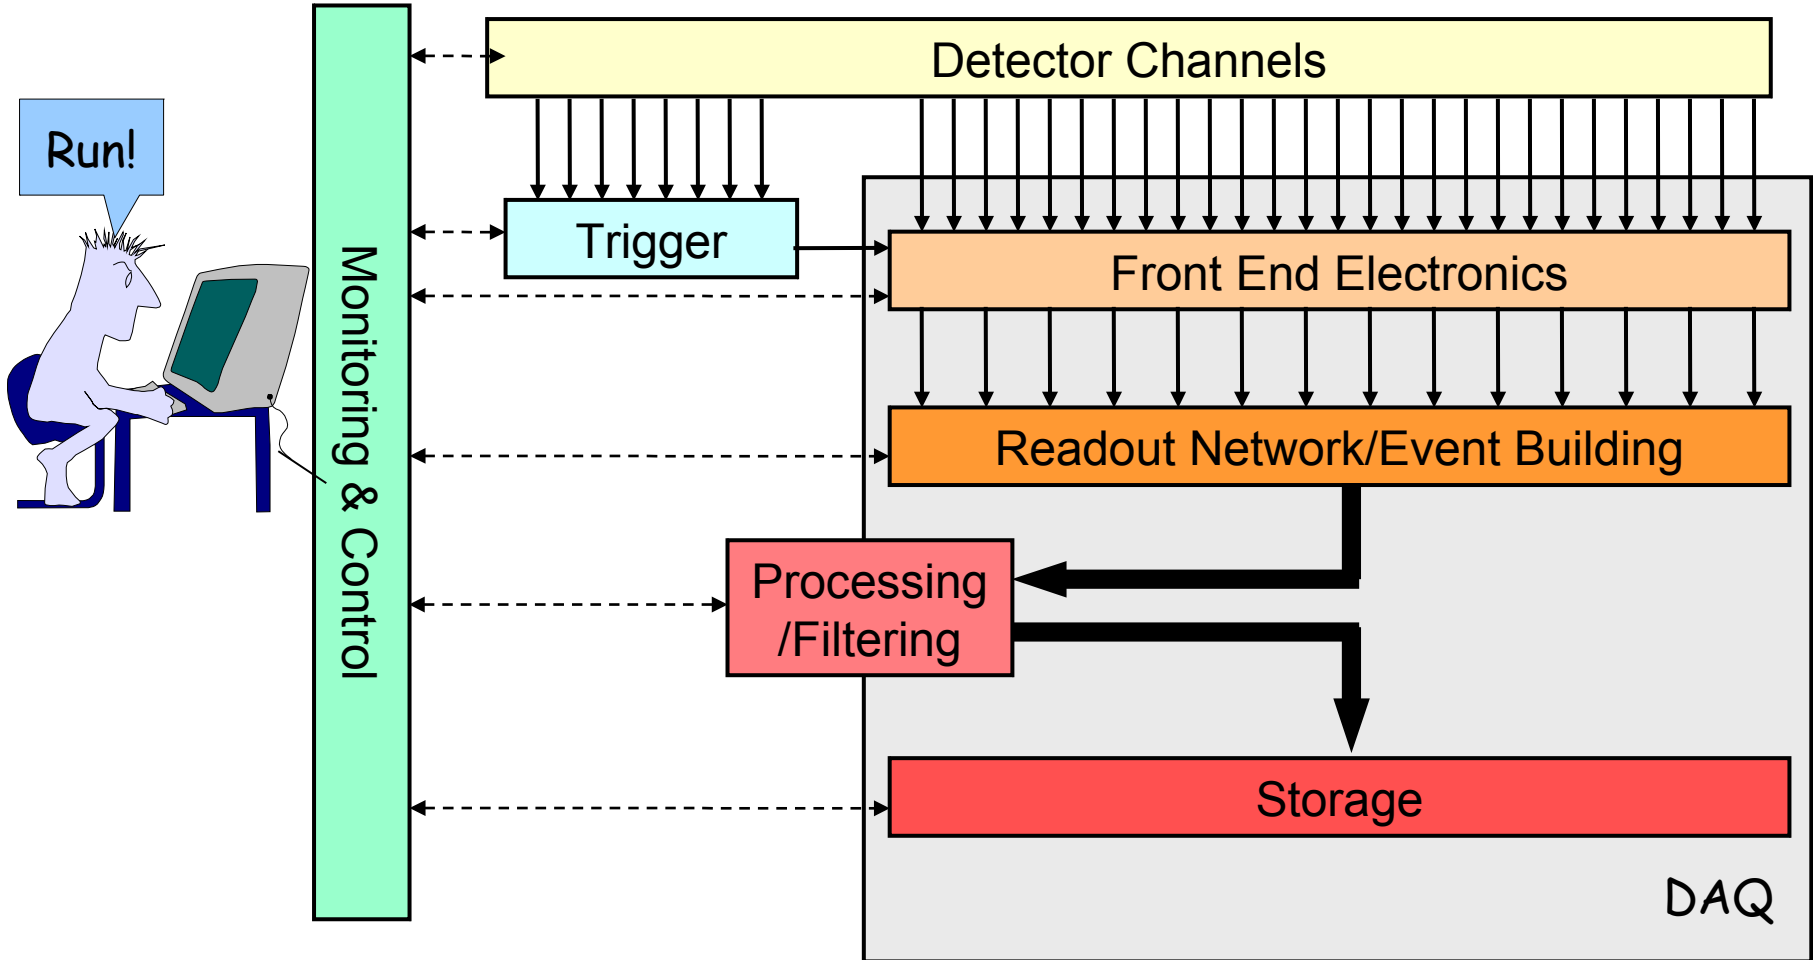 Detector Channels
Run!
Trigger
Front End Electronics
Monitoring & Control
Readout Network/Event Building
Processing
/Filtering
Storage
DAQ